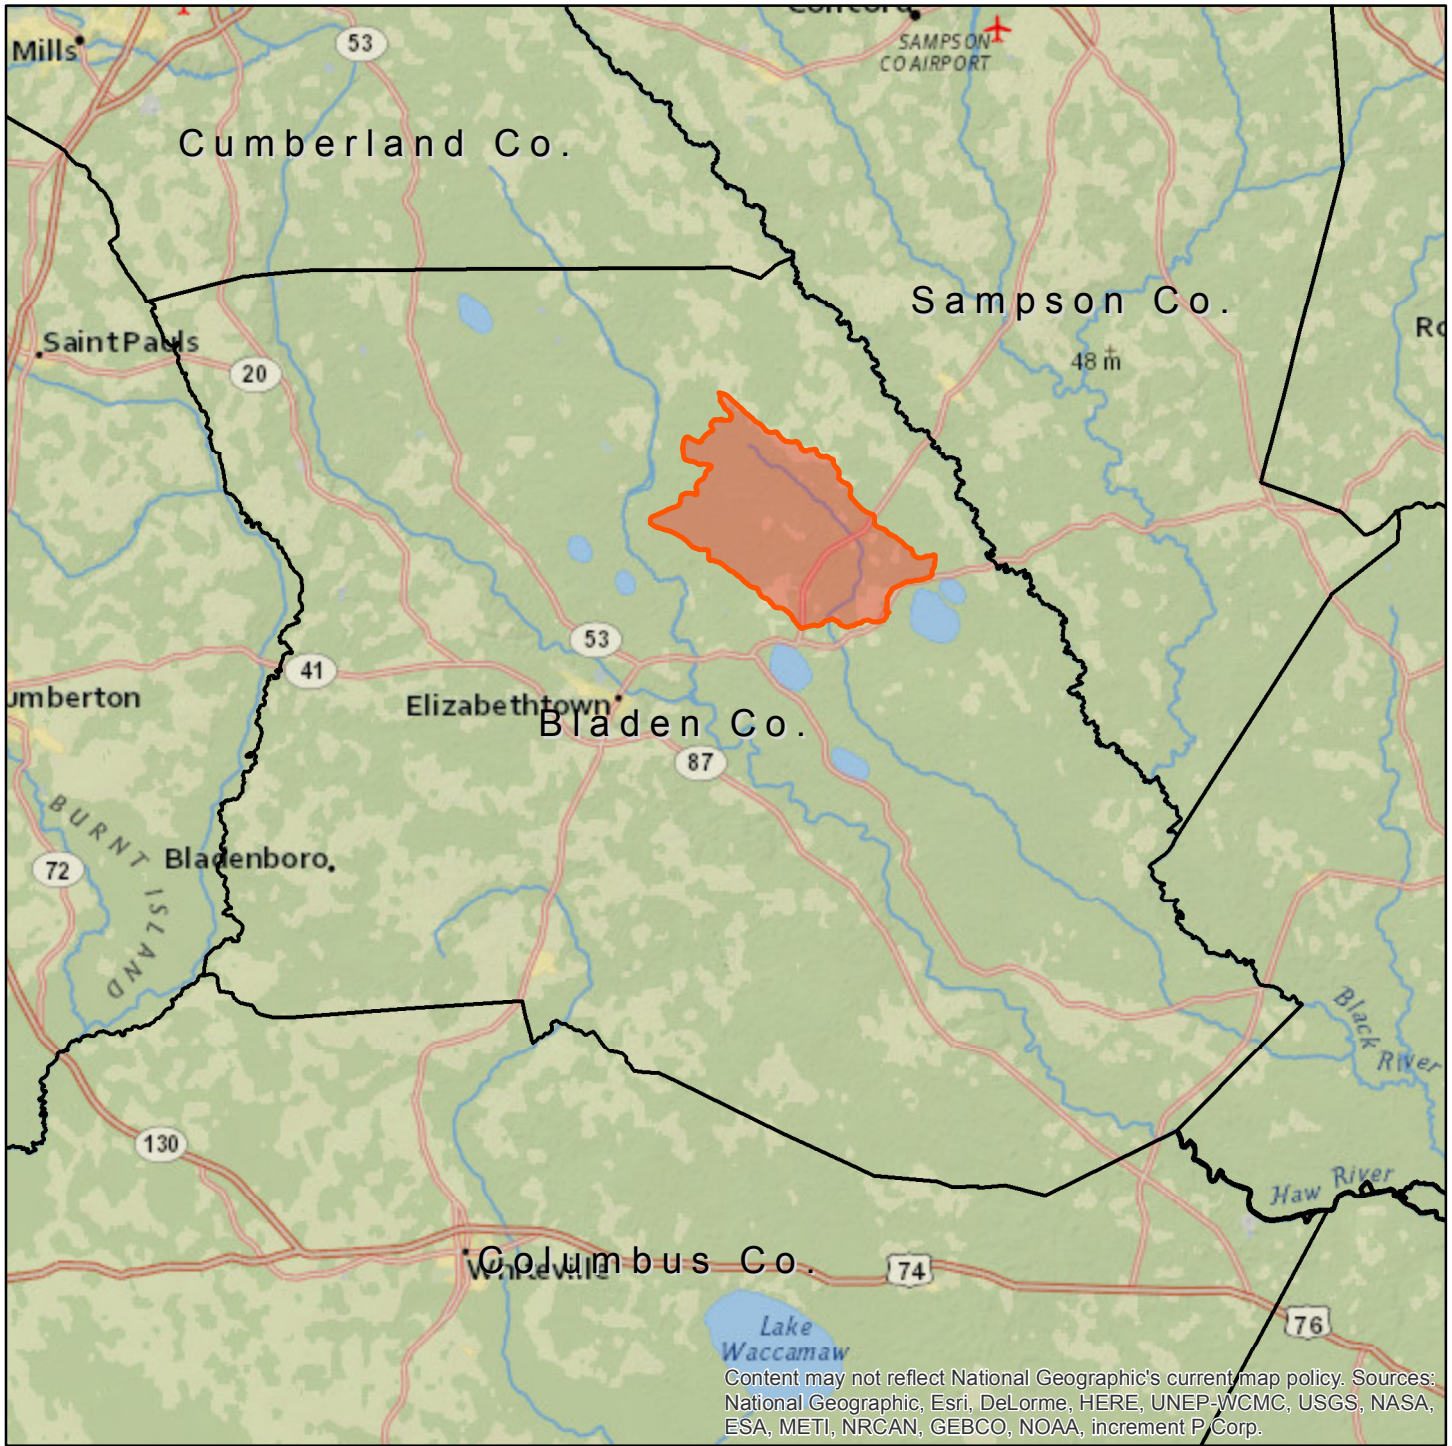 Concord
Mills
53
SAMPSON
CO AIRPORT
Cumberland Co.
Sampson Co.
Ro
Saint Pauls
48 m
20
53
41
umberton
Elizabethtown
Bladen Co.
87
BURNT ISLAND
Bladenboro
72
Black River
130
Haw River
Columbus Co.
Whiteville
74
76
Lake
Waccamaw
Content may not reflect National Geographic's current map policy. Sources:
National Geographic, Esri, DeLorme, HERE, UNEP-WCMC, USGS, NASA,
ESA, METI, NRCAN, GEBCO, NOAA, increment P Corp.